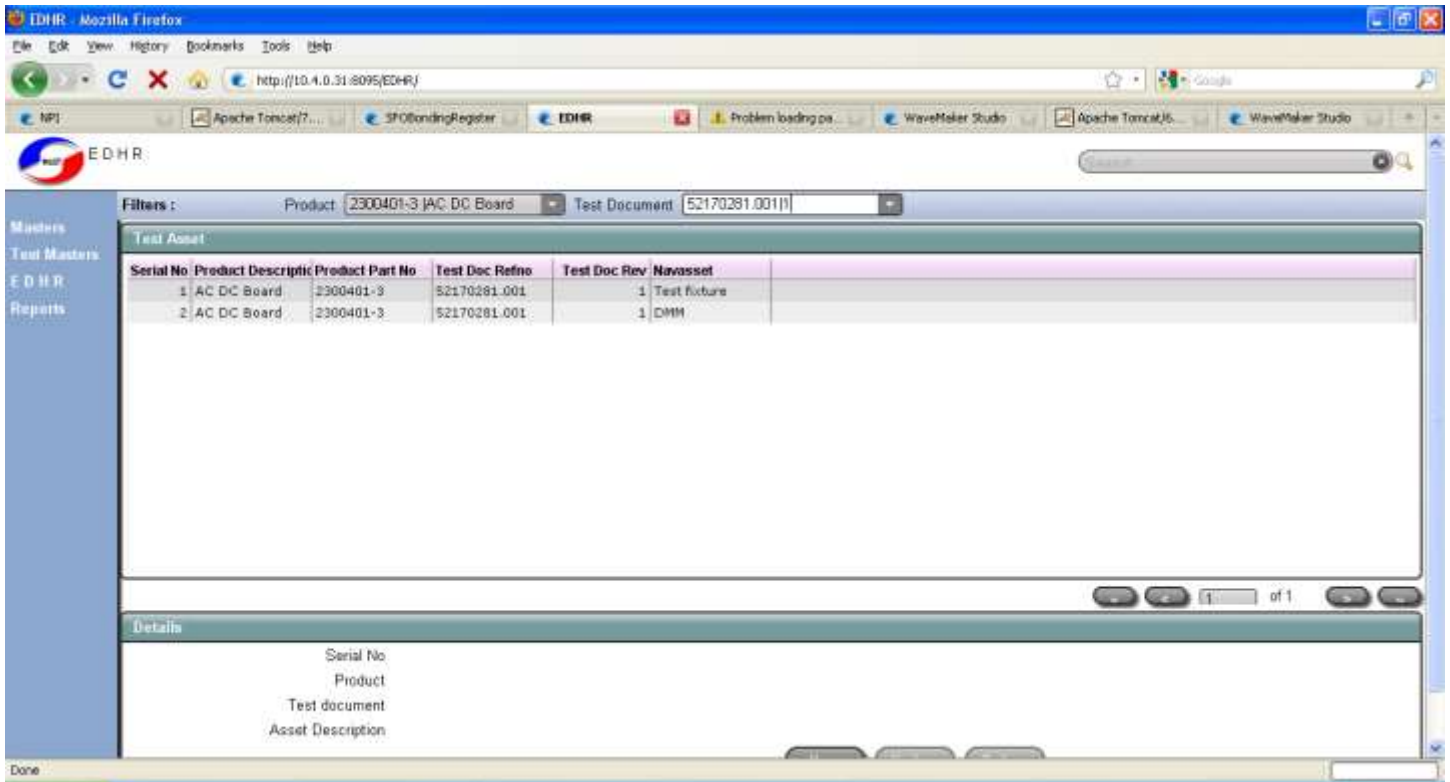 EDHR - Mozilla Firefox
File Edit View History Bookmarks Tools Help
http://10.4.0.31:8095/EDHR/ Google
NPI Apache Tomcat/7.... SFOBondingRegister EDHR Problem loading pa... WaveMaker Studio Apache Tomcat/6.... WaveMaker Studio
EDHR Search
Filters : Product 2300401-3 |AC DC Board Test Document 52170281.001|1
Masters
Test Masters
E D H R
Reports
Test Asset
Serial No Product Descriptic Product Part No Test Doc Refno Test Doc Rev Navasset
1 AC DC Board 2300401-3 52170281.001 1 Test fixture
2 AC DC Board 2300401-3 52170281.001 1 DMM
1 of 1
Details
Serial No
Product
Test document
Asset Description
Done